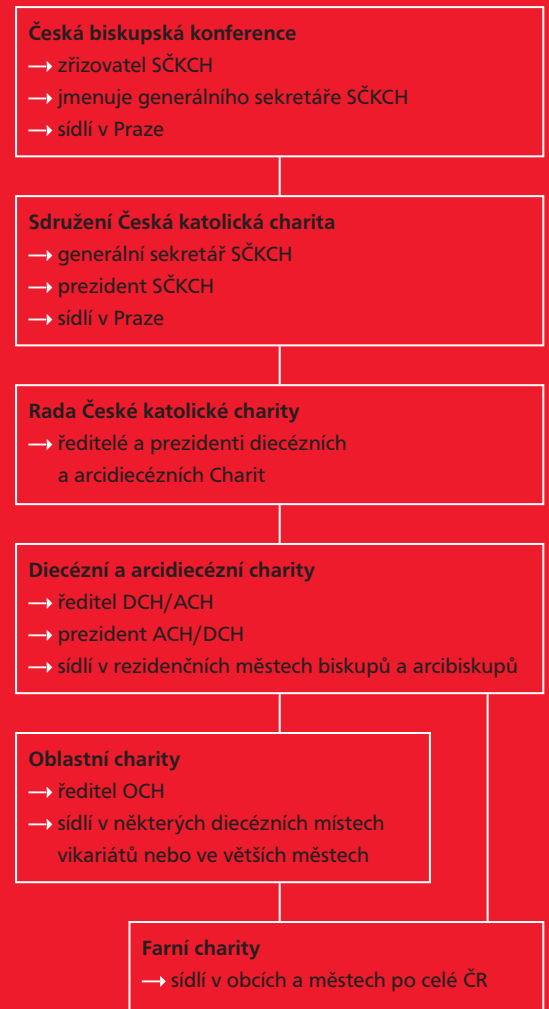 Česká biskupská konference
→ zřizovatel SČKCH
→ jmenuje generálního sekretáře SČKCH
→ sídlí v Praze
Sdružení Česká katolická charita
→ generální sekretář SČKCH
→ prezident SČKCH
→ sídlí v Praze
Rada České katolické charity
→ ředitelé a prezidenti diecézních
a arcidiecézních Charit
Diecézní a arcidiecézní charity
→ ředitel DCH/ACH
→ prezident ACH/DCH
→ sídlí v rezidenčních městech biskupů a arcibiskupů
Oblastní charity
→ ředitel OCH
→ sídlí v některých diecézních místech
vikariátů nebo ve větších městech
Farní charity
→ sídlí v obcích a městech po celé ČR